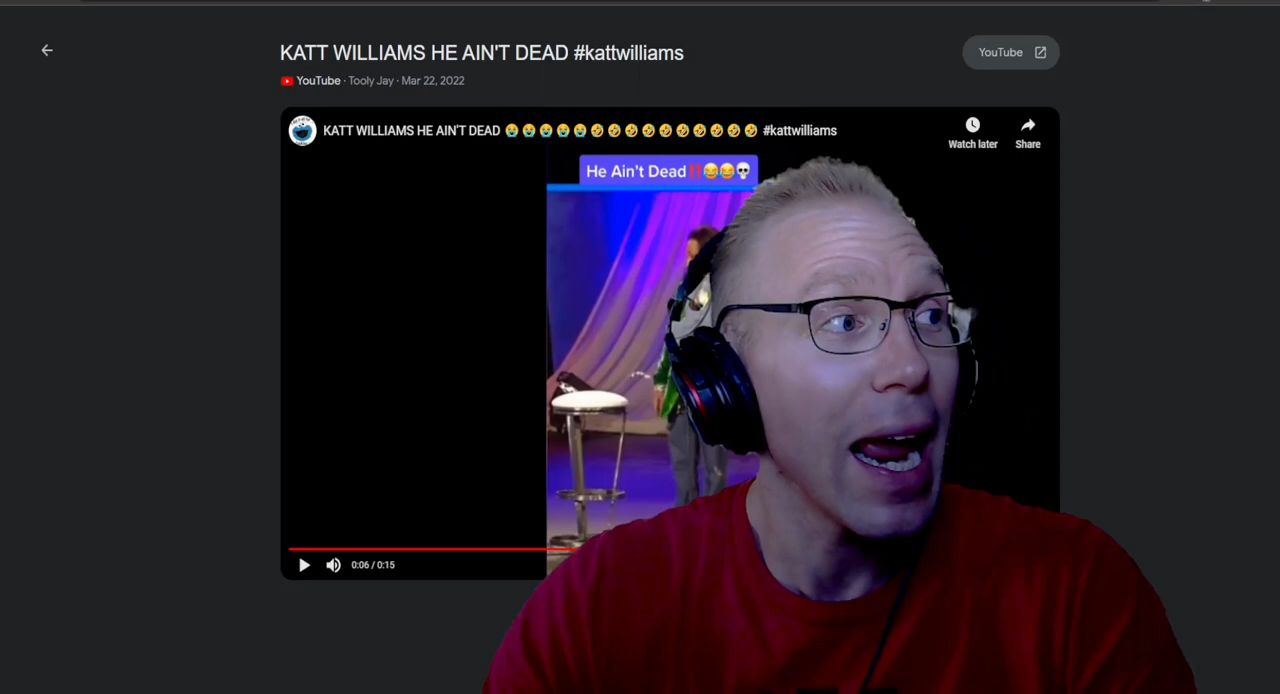 KATT WILLIAMS HE AIN'T DEAD #kattwilliams
YouTube
YouTube · Tooly Jay · Mar 22, 2022
KATT WILLIAMS HE AIN'T DEAD 😭😭😭😭😭🤣🤣🤣🤣🤣🤣🤣🤣🤣🤣 #kattwilliams
Watch later
Share
He Ain't Dead‼️😂😂💀
0:06 / 0:15